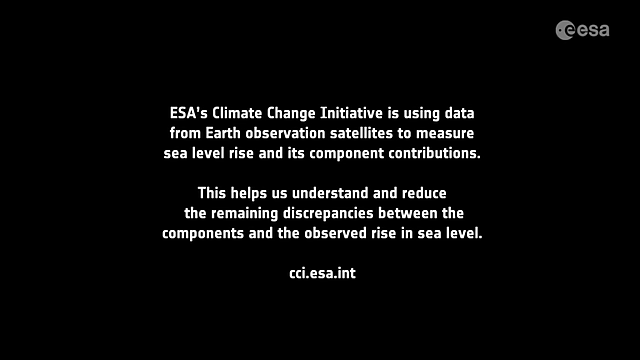 esa
ESA's Climate Change Initiative is using data
from Earth observation satellites to measure
sea level rise and its component contributions.
This helps us understand and reduce
the remaining discrepancies between the
components and the observed rise in sea level.
cci.esa.int